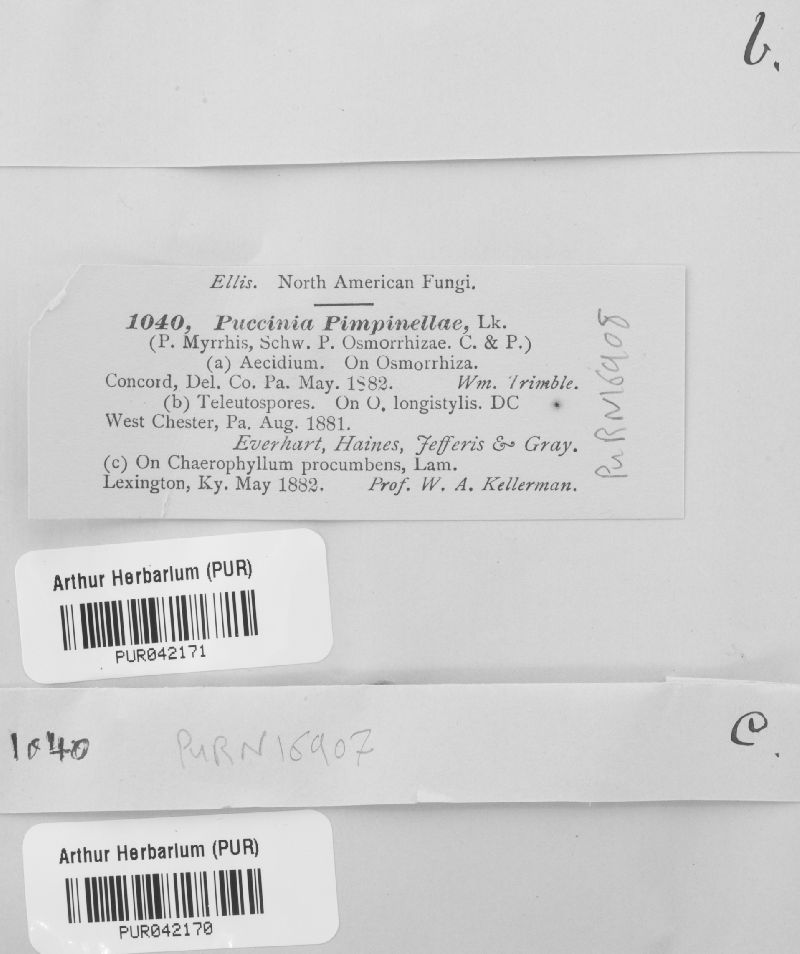 b.
Ellis. North American Fungi.
1040, Puccinia Pimpinellae, Lk.
(P. Myrrhis, Schw. P. Osmorrhizae. C. & P.)
(a) Aecidium. On Osmorrhiza.
Concord, Del. Co. Pa. May. 1882. Wm. Trimble.
(b) Teleutospores. On O. longistylis. DC
West Chester, Pa. Aug. 1881.
Everhart, Haines, Jefferis & Gray.
(c) On Chaerophyllum procumbens, Lam.
Lexington, Ky. May 1882. Prof. W. A. Kellerman.
PURN16908
Arthur Herbarium (PUR)
PUR042171
1040 PURN16907 c.
Arthur Herbarium (PUR)
PUR042170